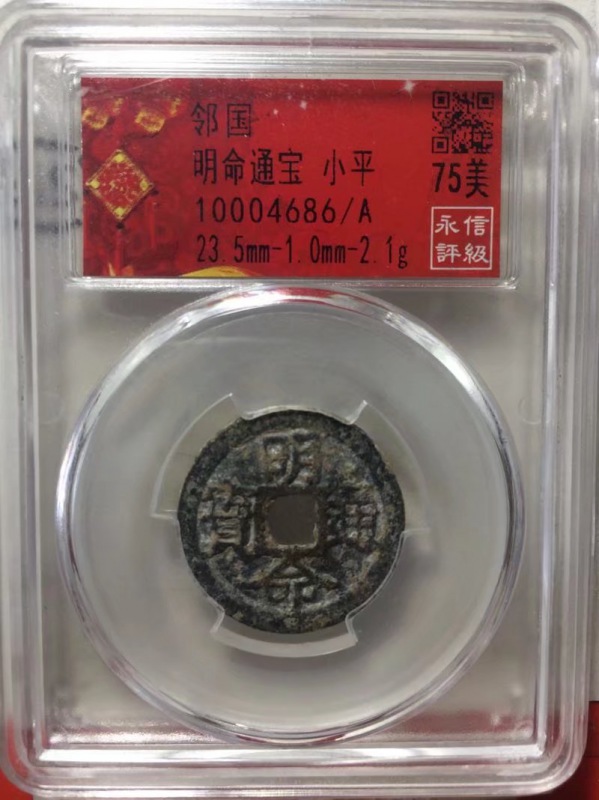 邻国
明命通宝 小平
10004686/A
23.5mm-1.0mm-2.1g
75美
永信
評級
明命通寳